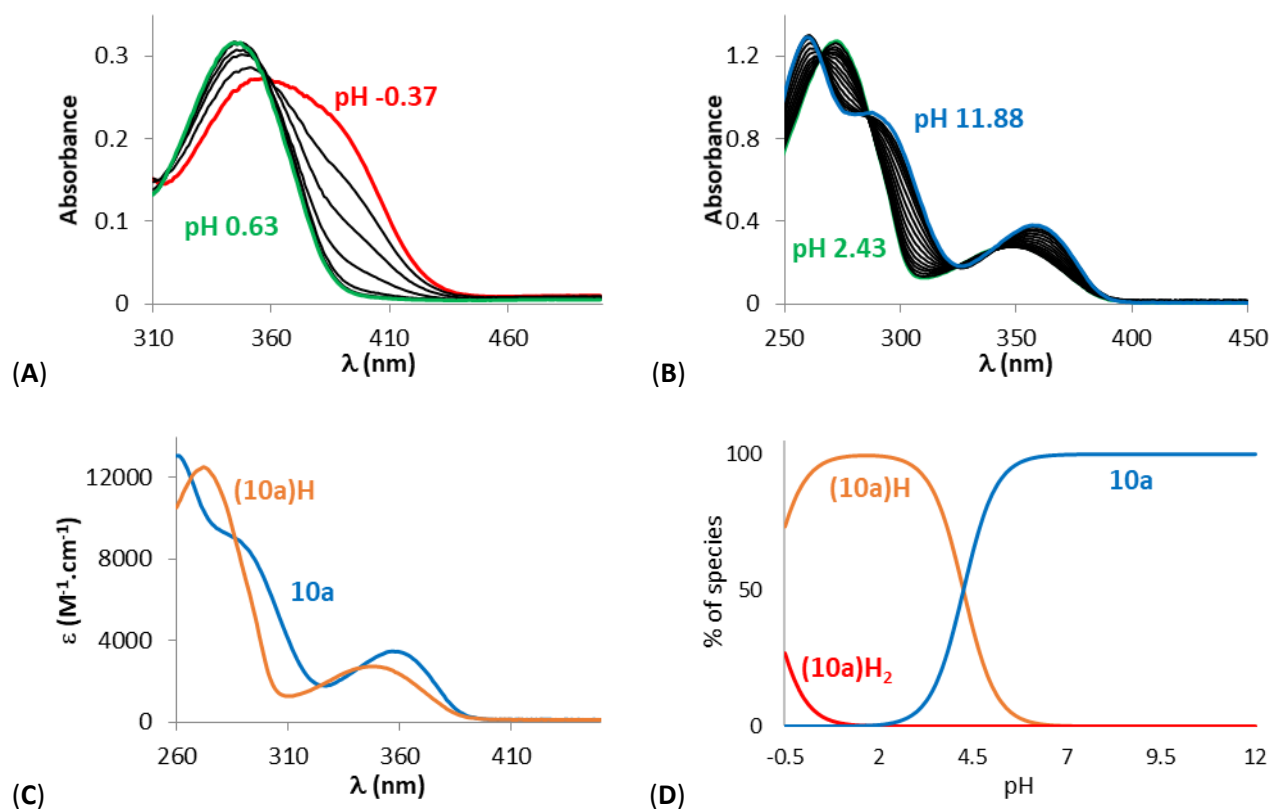 Absorbance
0.3
0.2
0.1
0
pH -0.37
pH 0.63
310
360
410
460
λ (nm)
(A)
Absorbance
1.2
0.8
0.4
0
pH 11.88
pH 2.43
250
300
350
400
450
λ (nm)
(B)
ε (M⁻¹.cm⁻¹)
12000
8000
4000
0
(10a)H
10a
260
310
360
410
λ (nm)
(C)
% of species
100
50
0
(10a)H
10a
(10a)H₂
-0.5
2
4.5
7
9.5
12
pH
(D)